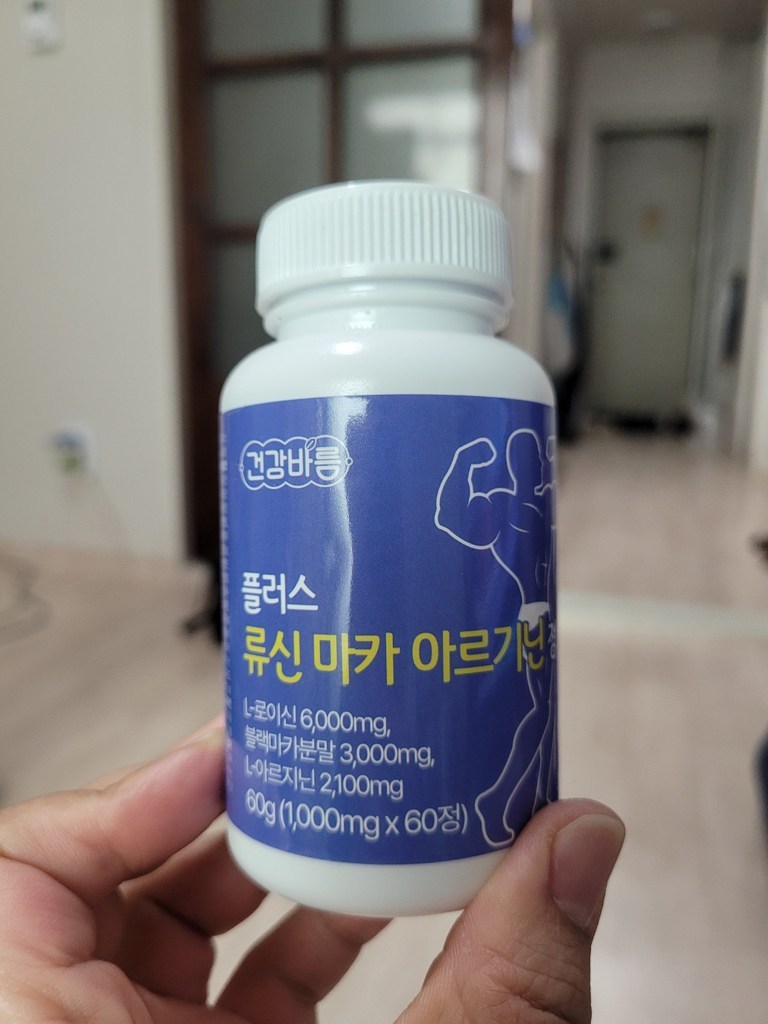 건강바름
플러스
류신 마카 아르기닌정
L-로이신 6,000mg,
블랙마카분말 3,000mg,
L-아르지닌 2,100mg
60g (1,000mg x 60정)